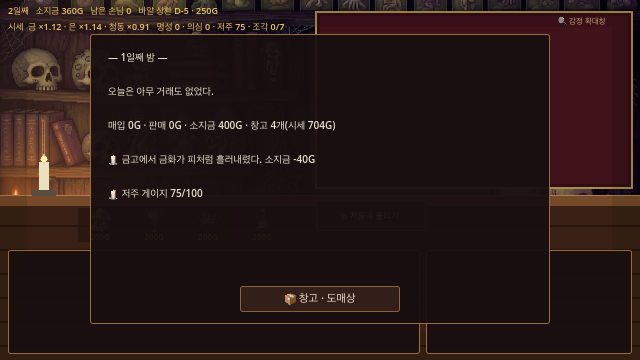 2일째 소지금 360G 남은 손님 0 바알 상환 D-5 · 250G
시세 금 ×1.12 · 은 ×1.14 · 청동 ×0.91 명성 0 · 의심 0 · 저주 75 · 조각 0/7
감정 확대창
— 1일째 밤 —
오늘은 아무 거래도 없었다.
매입 0G · 판매 0G · 소지금 400G · 창고 4개(시세 704G)
금고에서 금화가 피처럼 흘러내렸다. 소지금 -40G
저주 게이지 75/100
창고 · 도매상